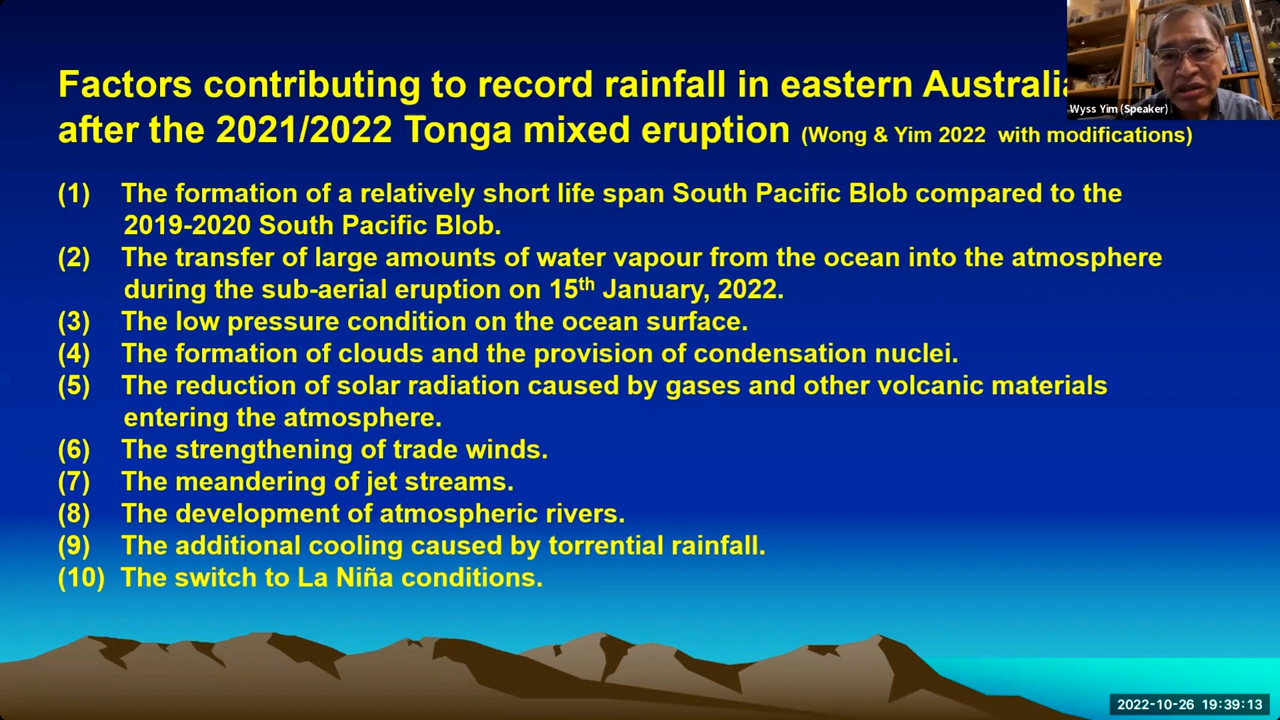 Factors contributing to record rainfall in eastern Australia
Wyss Yim (Speaker)
after the 2021/2022 Tonga mixed eruption (Wong & Yim 2022 with modifications)
(1) The formation of a relatively short life span South Pacific Blob compared to the
2019-2020 South Pacific Blob.
(2) The transfer of large amounts of water vapour from the ocean into the atmosphere
during the sub-aerial eruption on 15th January, 2022.
(3) The low pressure condition on the ocean surface.
(4) The formation of clouds and the provision of condensation nuclei.
(5) The reduction of solar radiation caused by gases and other volcanic materials
entering the atmosphere.
(6) The strengthening of trade winds.
(7) The meandering of jet streams.
(8) The development of atmospheric rivers.
(9) The additional cooling caused by torrential rainfall.
(10) The switch to La Niña conditions.
2022-10-26 19:39:13